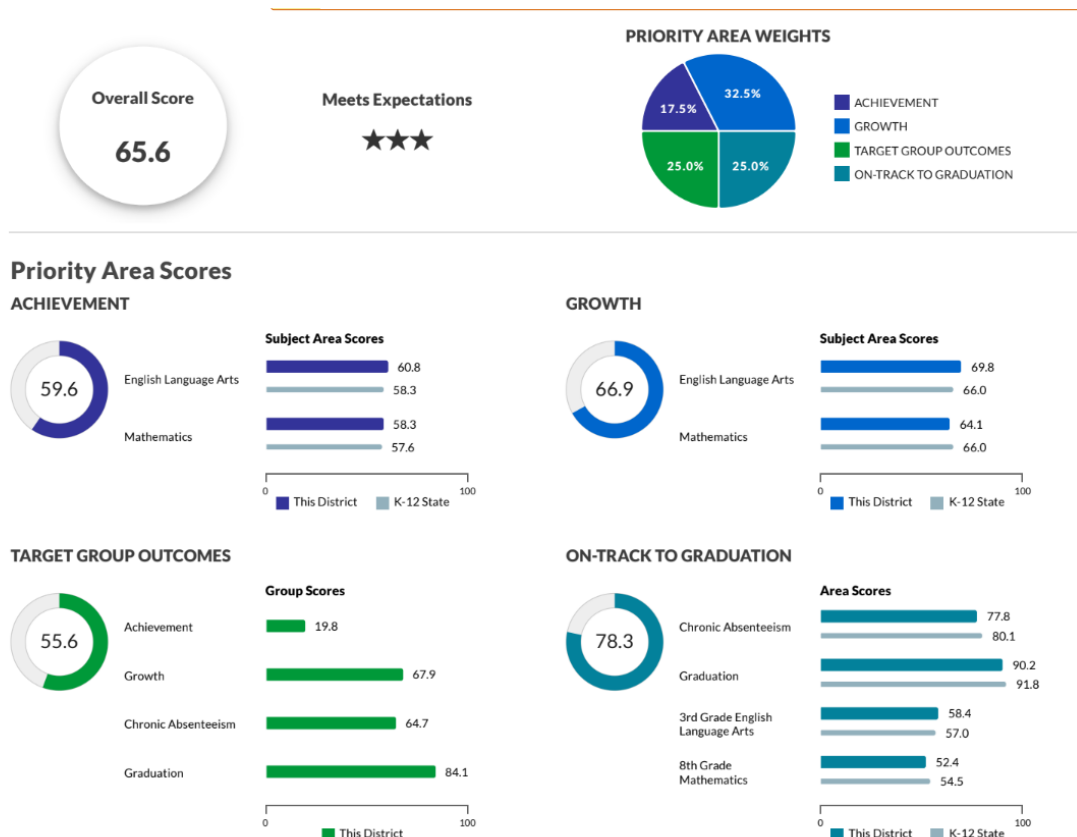 Overall Score
65.6
Meets Expectations
PRIORITY AREA WEIGHTS
32.5%
17.5%
25.0%
25.0%
ACHIEVEMENT
GROWTH
TARGET GROUP OUTCOMES
ON-TRACK TO GRADUATION
Priority Area Scores
ACHIEVEMENT
59.6
Subject Area Scores
English Language Arts
60.8
58.3
Mathematics
58.3
57.6
0
100
This District
K-12 State
GROWTH
66.9
Subject Area Scores
English Language Arts
69.8
66.0
Mathematics
64.1
66.0
0
100
This District
K-12 State
TARGET GROUP OUTCOMES
55.6
Group Scores
Achievement
19.8
Growth
67.9
Chronic Absenteeism
64.7
Graduation
84.1
0
100
This District
ON-TRACK TO GRADUATION
78.3
Area Scores
Chronic Absenteeism
77.8
80.1
Graduation
90.2
91.8
3rd Grade English
Language Arts
58.4
57.0
8th Grade
Mathematics
52.4
54.5
0
100
This District
K-12 State